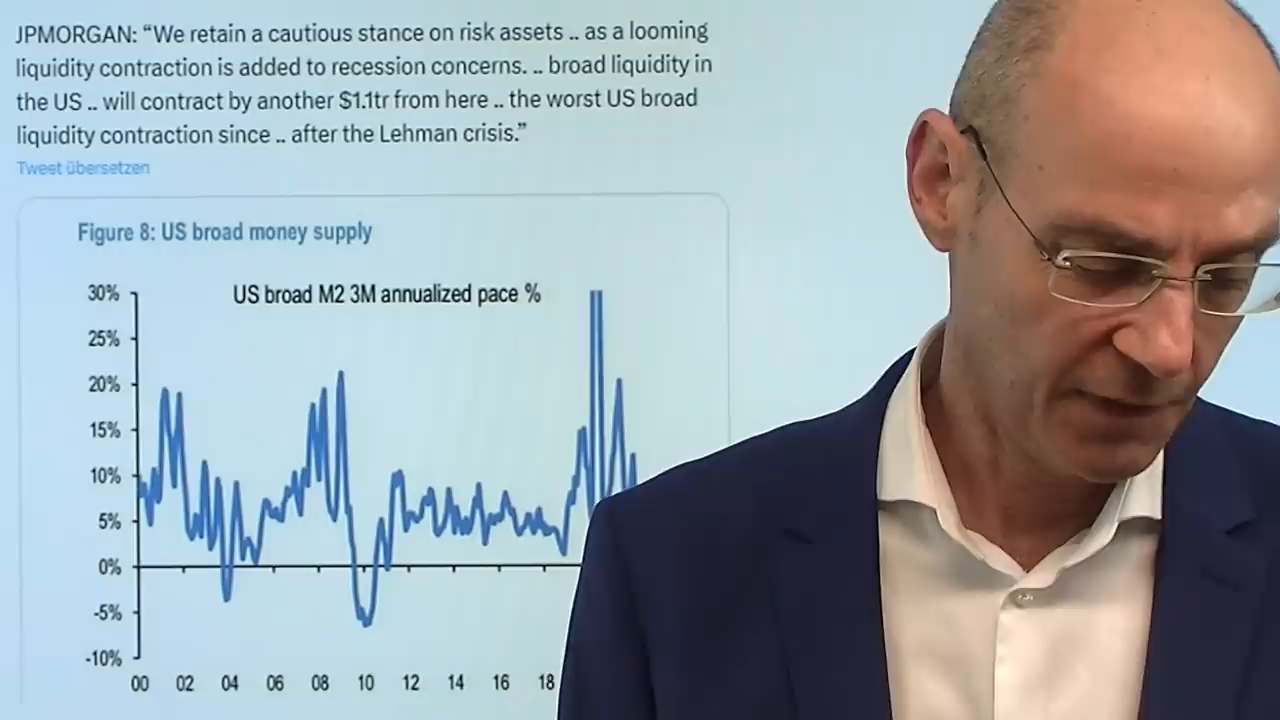 JPMORGAN: “We retain a cautious stance on risk assets .. as a looming
liquidity contraction is added to recession concerns. .. broad liquidity in
the US .. will contract by another $1.1tr from here .. the worst US broad
liquidity contraction since .. after the Lehman crisis.”
Tweet übersetzen
Figure 8: US broad money supply
US broad M2 3M annualized pace %
30%
25%
20%
15%
10%
5%
0%
-5%
-10%
00 02 04 06 08 10 12 14 16 18